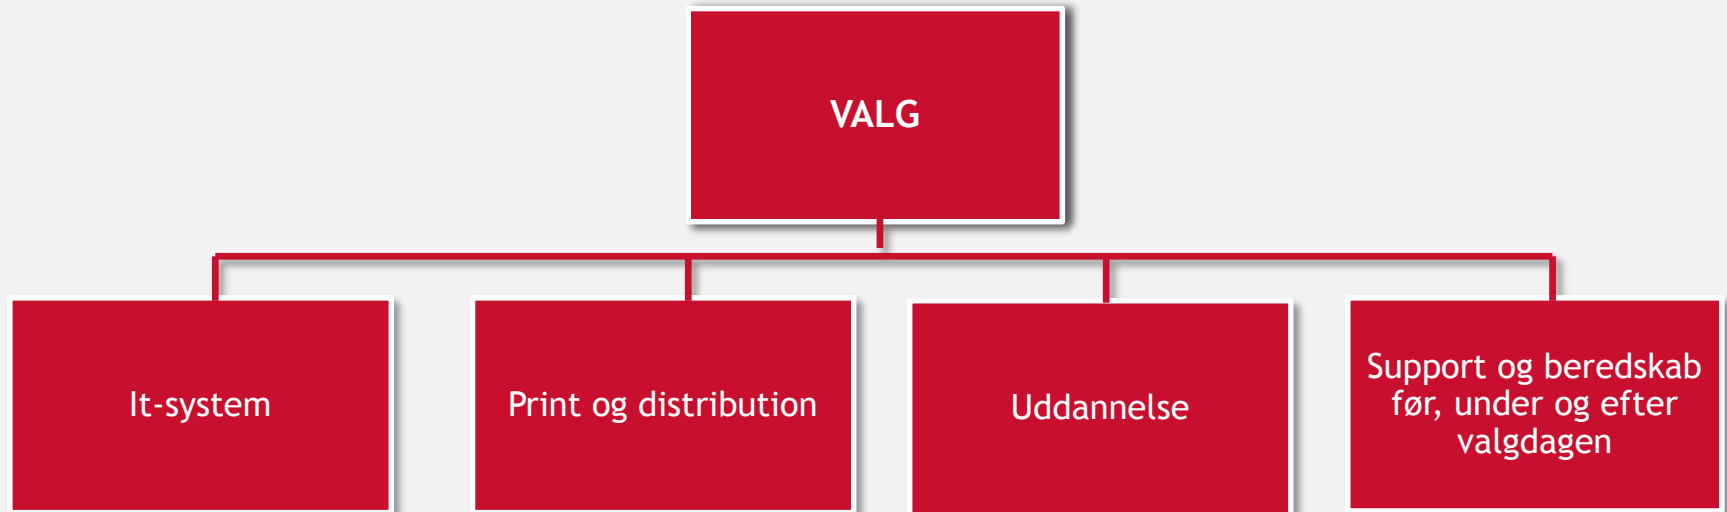 VALG
It-system
Print og distribution
Uddannelse
Support og beredskab
før, under og efter
valgdagen